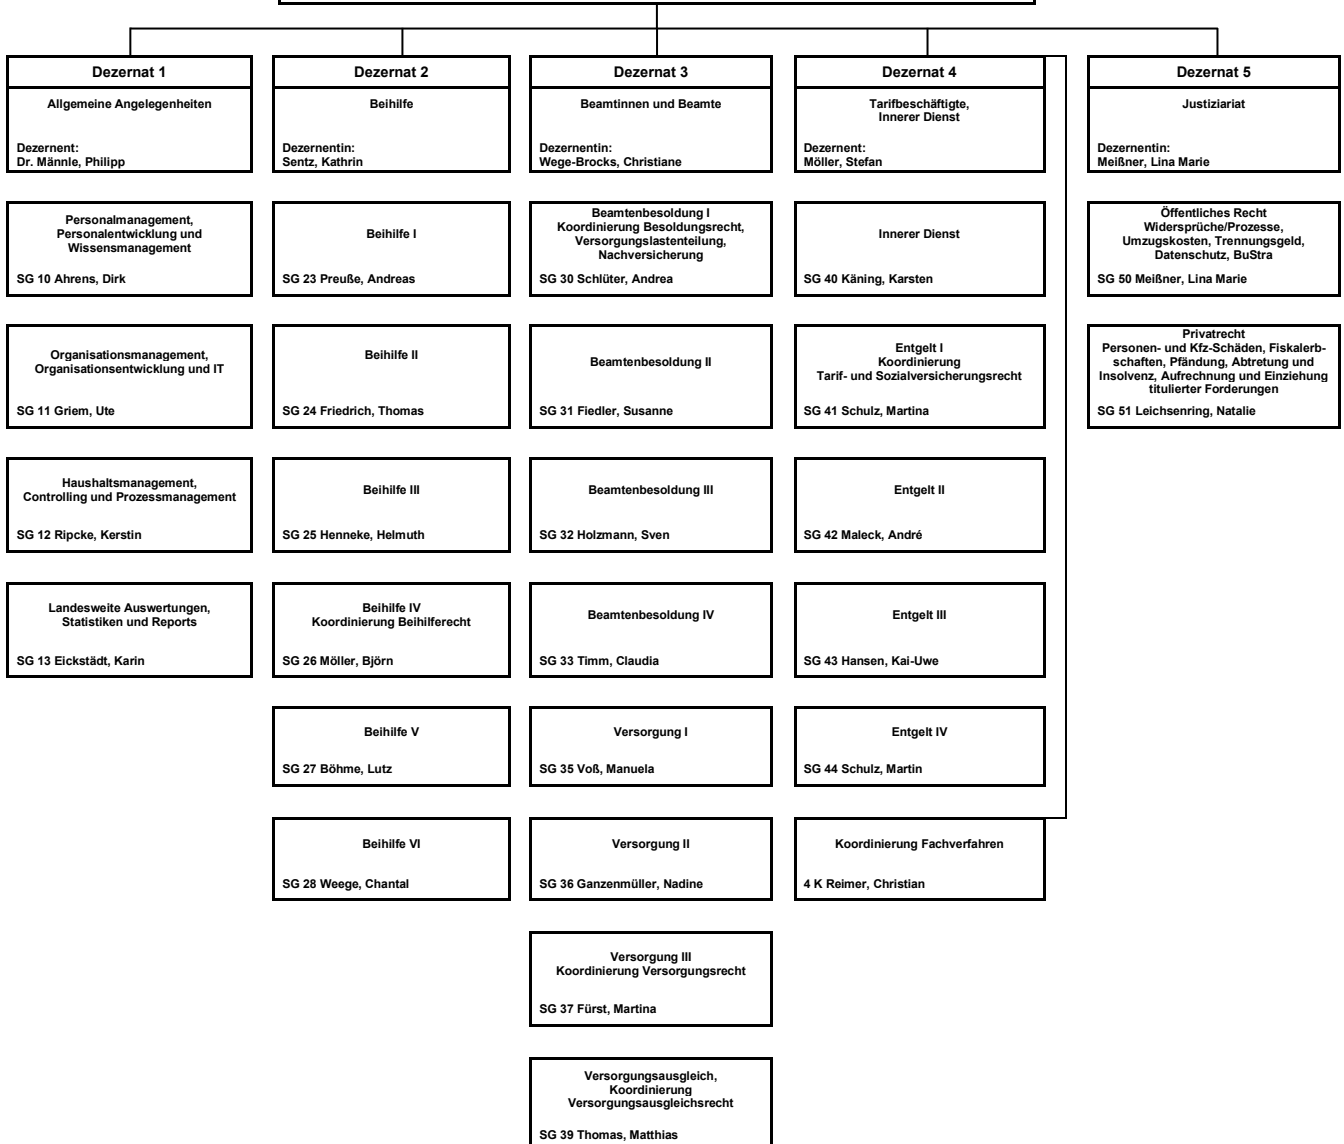 Dezernat 1
Allgemeine Angelegenheiten
Dezernent:
Dr. Männle, Philipp
Personalmanagement,
Personalentwicklung und
Wissensmanagement
SG 10 Ahrens, Dirk
Organisationsmanagement,
Organisationsentwicklung und IT
SG 11 Griem, Ute
Haushaltsmanagement,
Controlling und Prozessmanagement
SG 12 Ripcke, Kerstin
Landesweite Auswertungen,
Statistiken und Reports
SG 13 Eickstädt, Karin
Dezernat 2
Beihilfe
Dezernentin:
Sentz, Kathrin
Beihilfe I
SG 23 Preuße, Andreas
Beihilfe II
SG 24 Friedrich, Thomas
Beihilfe III
SG 25 Henneke, Helmuth
Beihilfe IV
Koordinierung Beihilferecht
SG 26 Möller, Björn
Beihilfe V
SG 27 Böhme, Lutz
Beihilfe VI
SG 28 Weege, Chantal
Dezernat 3
Beamtinnen und Beamte
Dezernentin:
Wege-Brocks, Christiane
Beamtenbesoldung I
Koordinierung Besoldungsrecht,
Versorgungslastenteilung,
Nachversicherung
SG 30 Schlüter, Andrea
Beamtenbesoldung II
SG 31 Fiedler, Susanne
Beamtenbesoldung III
SG 32 Holzmann, Sven
Beamtenbesoldung IV
SG 33 Timm, Claudia
Versorgung I
SG 35 Voß, Manuela
Versorgung II
SG 36 Ganzenmüller, Nadine
Versorgung III
Koordinierung Versorgungsrecht
SG 37 Fürst, Martina
Versorgungsausgleich,
Koordinierung
Versorgungsausgleichsrecht
SG 39 Thomas, Matthias
Dezernat 4
Tarifbeschäftigte,
Innerer Dienst
Dezernent:
Möller, Stefan
Innerer Dienst
SG 40 Käning, Karsten
Entgelt I
Koordinierung
Tarif- und Sozialversicherungsrecht
SG 41 Schulz, Martina
Entgelt II
SG 42 Maleck, André
Entgelt III
SG 43 Hansen, Kai-Uwe
Entgelt IV
SG 44 Schulz, Martin
Koordinierung Fachverfahren
4 K Reimer, Christian
Dezernat 5
Justiziariat
Dezernentin:
Meißner, Lina Marie
Öffentliches Recht
Widersprüche/Prozesse,
Umzugskosten, Trennungsgeld,
Datenschutz, BuStra
SG 50 Meißner, Lina Marie
Privatrecht
Personen- und Kfz-Schäden, Fiskalerb-
schaften, Pfändung, Abtretung und
Insolvenz, Aufrechnung und Einziehung
titulierter Forderungen
SG 51 Leichsenring, Natalie